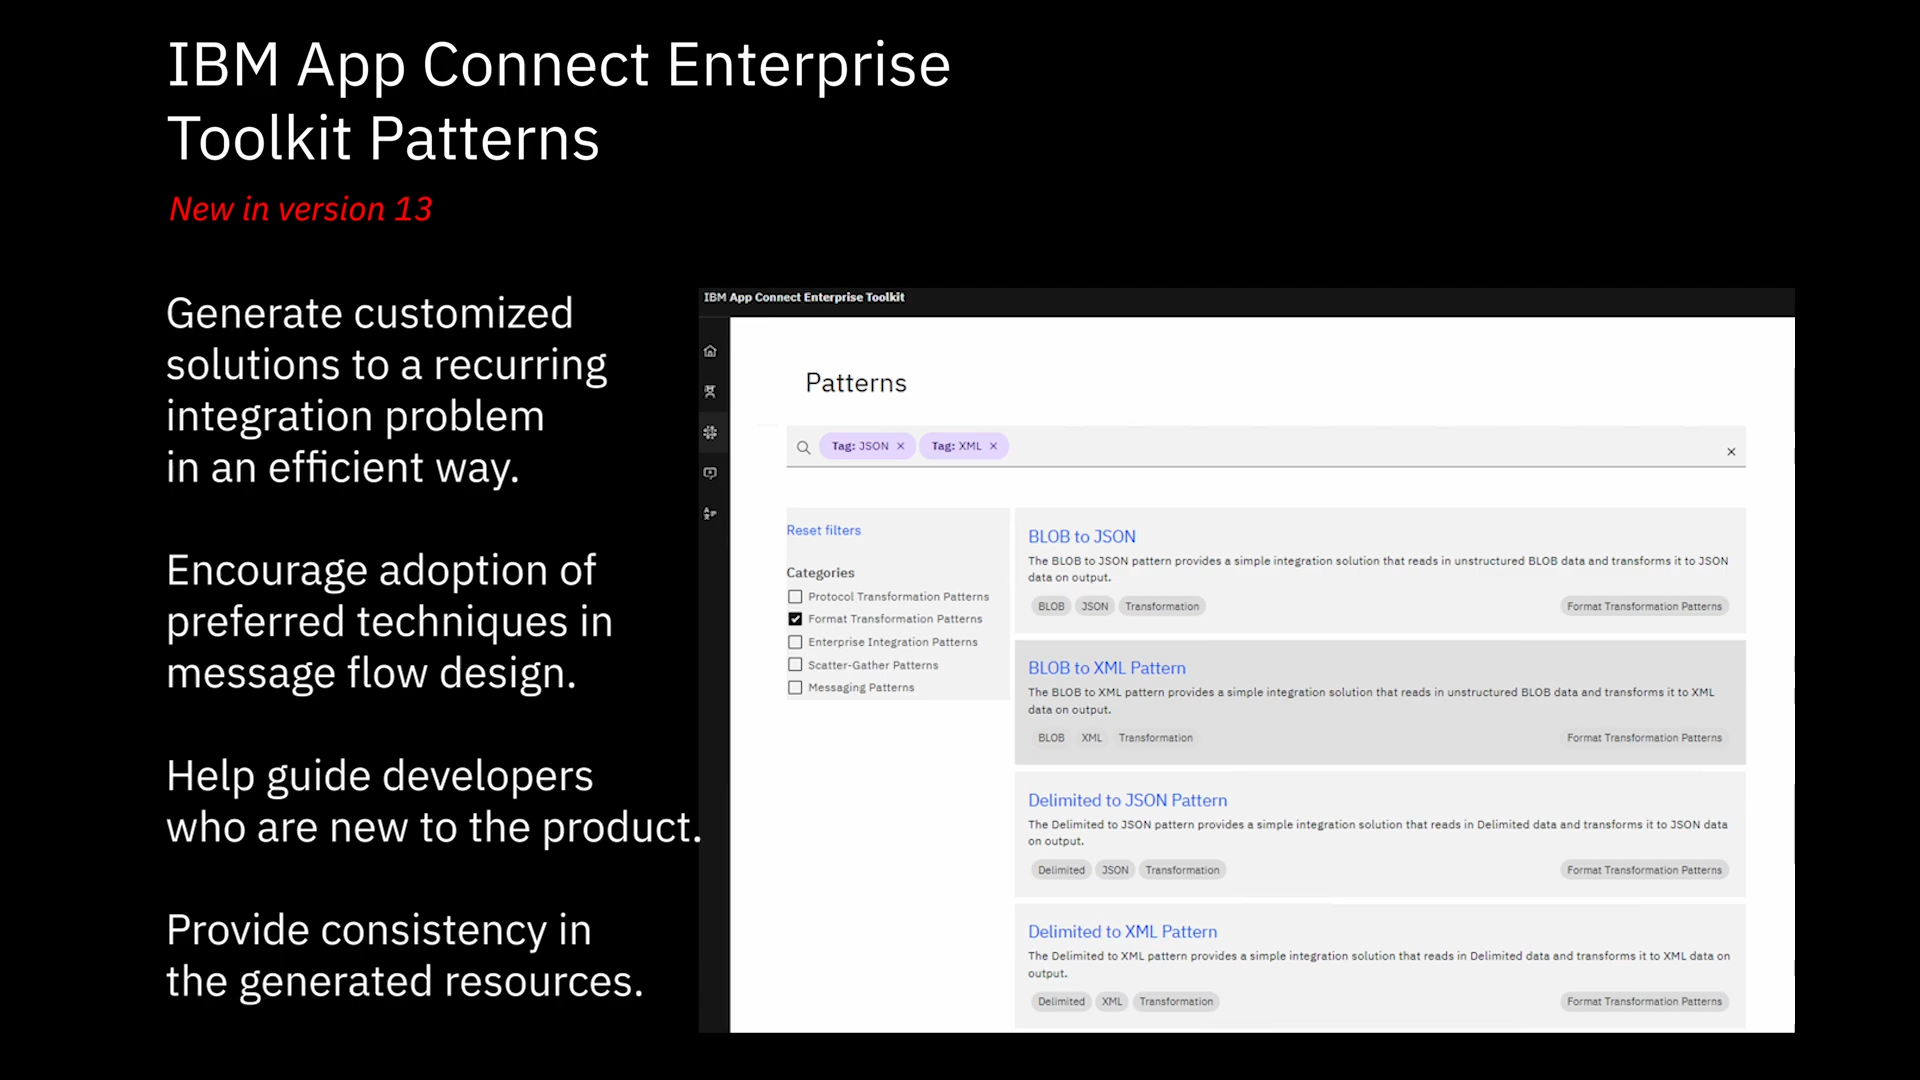 IBM App Connect Enterprise
Toolkit Patterns
New in version 13
Generate customized
solutions to a recurring
integration problem
in an efficient way.
Encourage adoption of
preferred techniques in
message flow design.
Help guide developers
who are new to the product.
Provide consistency in
the generated resources.
IBM App Connect Enterprise Toolkit
Patterns
Tag: JSON × Tag: XML ×
Reset filters
Categories
Protocol Transformation Patterns
Format Transformation Patterns
Enterprise Integration Patterns
Scatter-Gather Patterns
Messaging Patterns
BLOB to JSON
The BLOB to JSON pattern provides a simple integration solution that reads in unstructured BLOB data and transforms it to JSON
data on output.
BLOB JSON Transformation Format Transformation Patterns
BLOB to XML Pattern
The BLOB to XML pattern provides a simple integration solution that reads in unstructured BLOB data and transforms it to XML
data on output.
BLOB XML Transformation Format Transformation Patterns
Delimited to JSON Pattern
The Delimited to JSON pattern provides a simple integration solution that reads in Delimited data and transforms it to JSON data
on output.
Delimited JSON Transformation Format Transformation Patterns
Delimited to XML Pattern
The Delimited to XML pattern provides a simple integration solution that reads in Delimited data and transforms it to XML data on
output.
Delimited XML Transformation Format Transformation Patterns